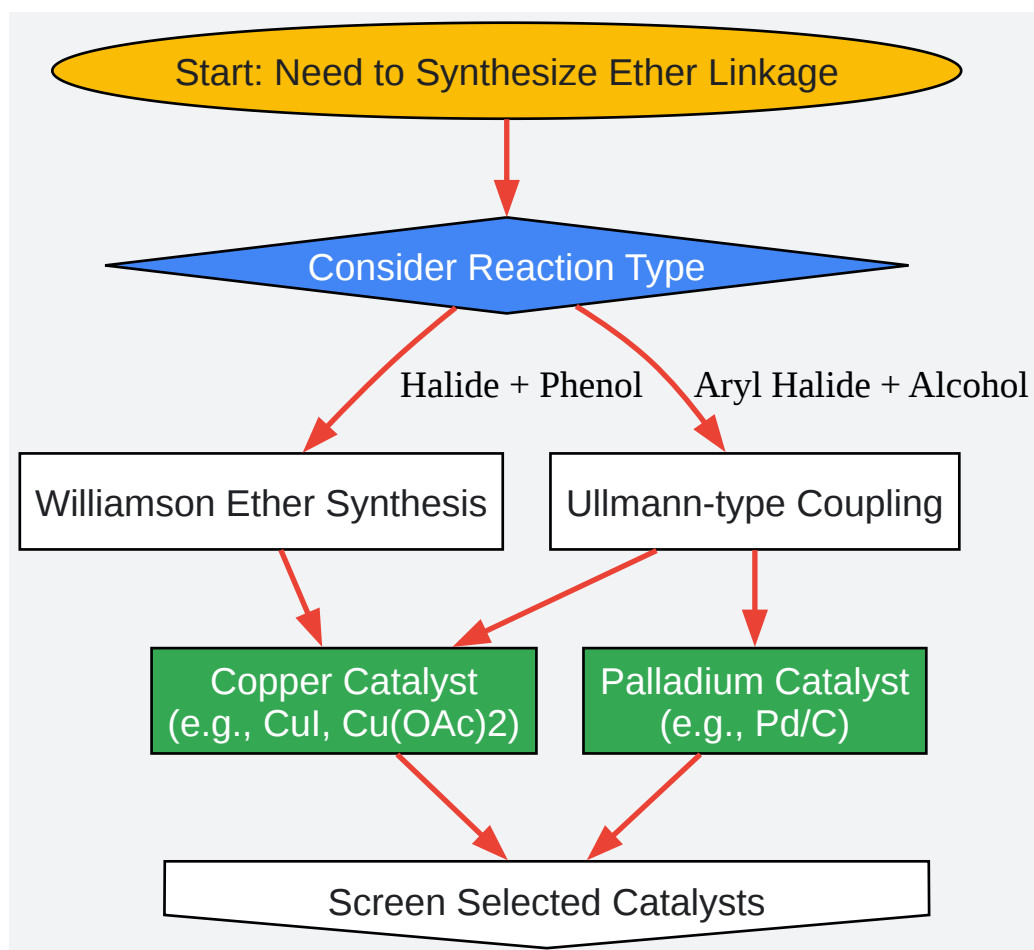 Start: Need to Synthesize Ether Linkage
Consider Reaction Type
Halide + Phenol
Aryl Halide + Alcohol
Williamson Ether Synthesis
Ullmann-type Coupling
Copper Catalyst
(e.g., CuI, Cu(OAc)2)
Palladium Catalyst
(e.g., Pd/C)
Screen Selected Catalysts